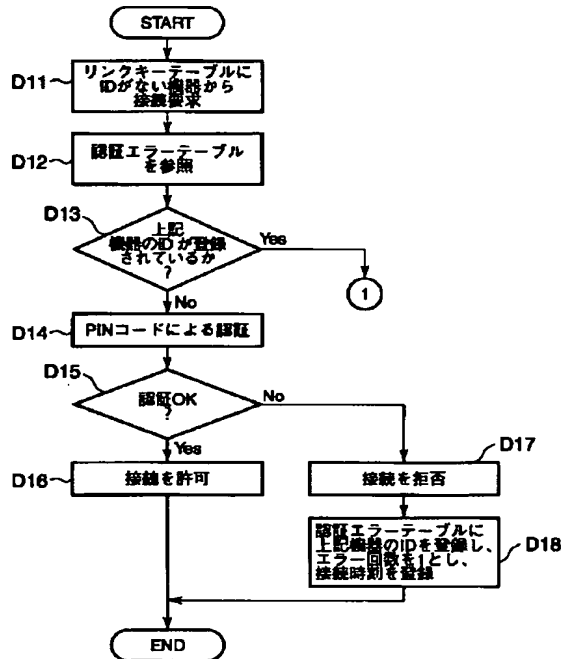 START
D11
リンクキーテーブルに
IDがない機器から
接続要求
D12
認証エラーテーブル
を参照
D13
上記
機器のIDが登録
されているか
?
Yes
1
No
D14
PINコードによる認証
D15
認証OK
?
No
Yes
D16
接続を許可
D17
接続を拒否
認証エラーテーブルに
上記機器のIDを登録し、
エラー回数を1とし、
接続時刻を登録
D18
END